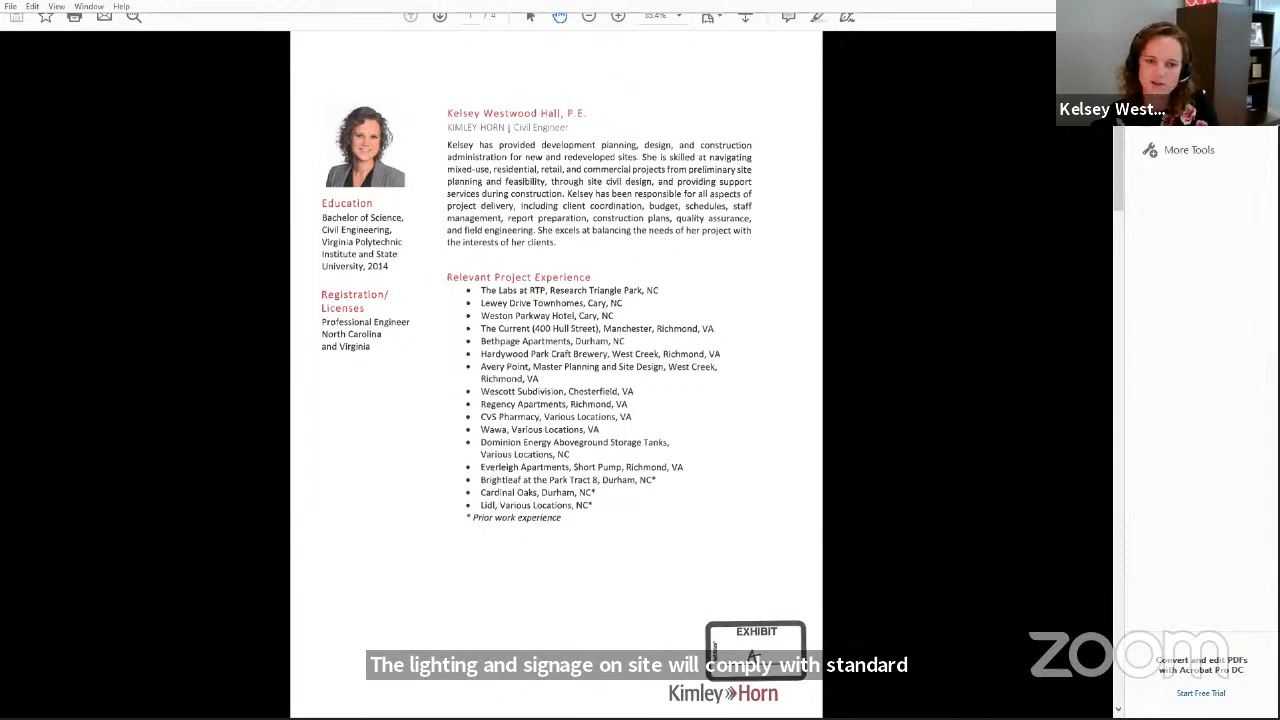 File Edit View Window Help
1 / 4
85.4%
Kelsey West...
More Tools
Kelsey Westwood Hall, P.E.
KIMLEY-HORN | Civil Engineer
Kelsey has provided development planning, design, and construction
administration for new and redeveloped sites. She is skilled at navigating
mixed-use, residential, retail, and commercial projects from preliminary site
planning and feasibility, through site civil design, and providing support
services during construction. Kelsey has been responsible for all aspects of
project delivery, including client coordination, budget, schedules, staff
management, report preparation, construction plans, quality assurance,
and field engineering. She excels at balancing the needs of her project with
the interests of her clients.
Education
Bachelor of Science,
Civil Engineering,
Virginia Polytechnic
Institute and State
University, 2014
Registration/
Licenses
Professional Engineer
North Carolina
and Virginia
Relevant Project Experience
• The Labs at RTP, Research Triangle Park, NC
• Lewey Drive Townhomes, Cary, NC
• Weston Parkway Hotel, Cary, NC
• The Current (400 Hull Street), Manchester, Richmond, VA
• Bethpage Apartments, Durham, NC
• Hardywood Park Craft Brewery, West Creek, Richmond, VA
• Avery Point, Master Planning and Site Design, West Creek,
Richmond, VA
• Wescott Subdivision, Chesterfield, VA
• Regency Apartments, Richmond, VA
• CVS Pharmacy, Various Locations, VA
• Wawa, Various Locations, VA
• Dominion Energy Aboveground Storage Tanks,
Various Locations, NC
• Everleigh Apartments, Short Pump, Richmond, VA
• Brightleaf at the Park Tract 8, Durham, NC*
• Cardinal Oaks, Durham, NC*
• Lidl, Various Locations, NC*
* Prior work experience
EXHIBIT
A
The lighting and signage on site will comply with standard
Kimley»Horn
zoom
Convert and edit PDFs
with Acrobat Pro DC
Start Free Trial